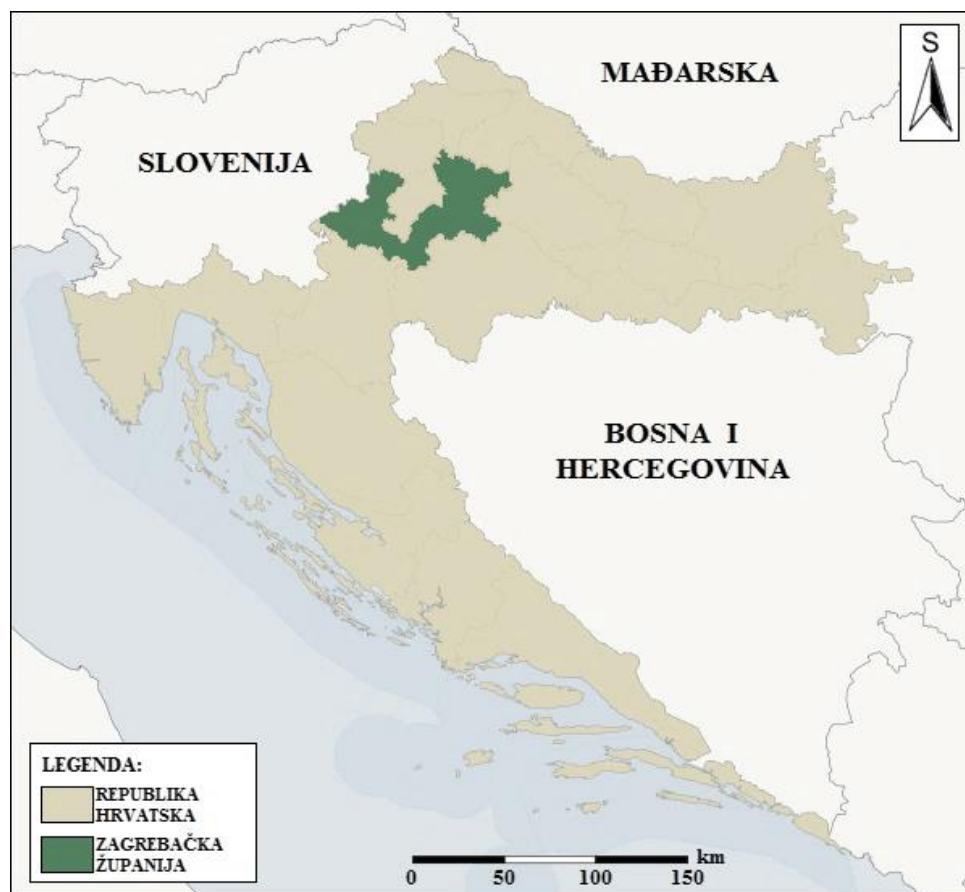 S
MAĐARSKA
SLOVENIJA
BOSNA I
HERCEGOVINA
LEGENDA:
REPUBLIKA
HRVATSKA
ZAGREBAČKA
ŽUPANIJA
km
0 50 100 150